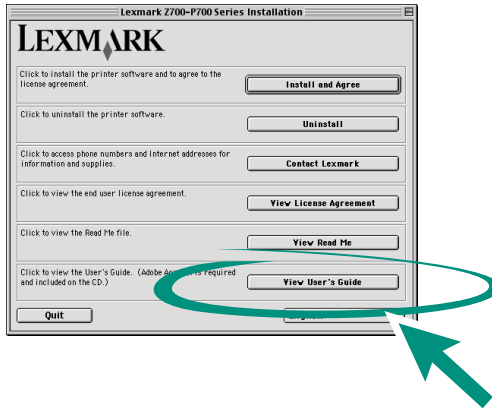 Lexmark Z700-P700 Series Installation
LEXMARK
Click to install the printer software and to agree to the
license agreement.
Install and Agree
Click to uninstall the printer software.
Uninstall
Click to access phone numbers and Internet addresses for
information and supplies.
Contact Lexmark
Click to view the end user license agreement.
View License Agreement
Click to view the Read Me file.
View Read Me
Click to view the User's Guide. (Adobe is required
and included on the CD.)
View User's Guide
Quit